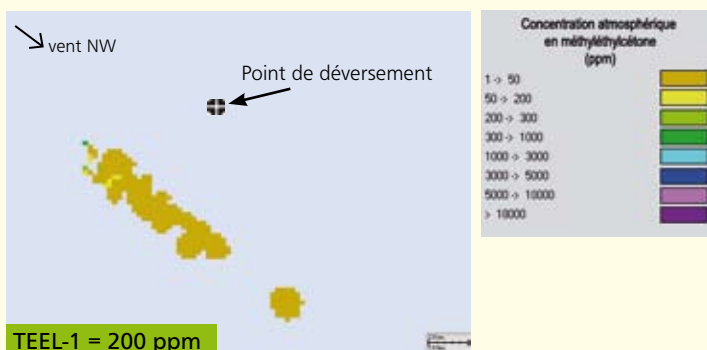 vent NW
Point de déversement
TEEL-1 = 200 ppm
Concentration atmosphérique
en méthyléthylcétone
(ppm)
1 -> 50
50 -> 200
200 -> 300
300 -> 1000
1000 -> 3000
3000 -> 5000
5000 -> 10000
> 10000